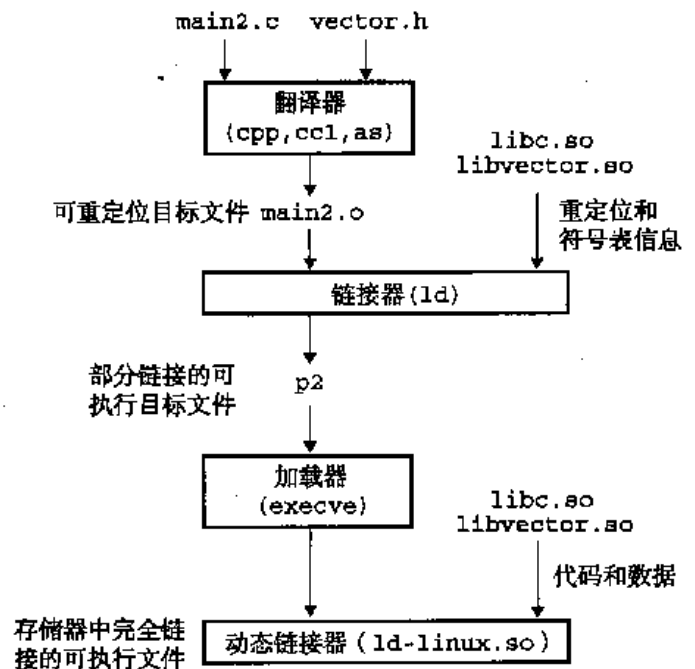 main2.c vector.h
翻译器
(cpp,cc1,as)
libc.so
libvector.so
可重定位目标文件 main2.o
重定位和
符号表信息
链接器(ld)
部分链接的可
执行目标文件
p2
加载器
(execve)
libc.so
libvector.so
代码和数据
存储器中完全链
接的可执行文件
动态链接器(ld-linux.so)